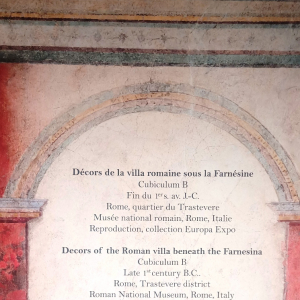 Décors de la villa romaine sous la Farnésine
Cubiculum B
Fin du 1er s. av. J.-C.
Rome, quartier du Trastevere
Musée national romain, Rome, Italie
Reproduction, collection Europa Expo
Decors of the Roman villa beneath the Farnesina
Cubiculum B
Late 1st century B.C..
Rome, Trastevere district
Roman National Museum, Rome, Italy